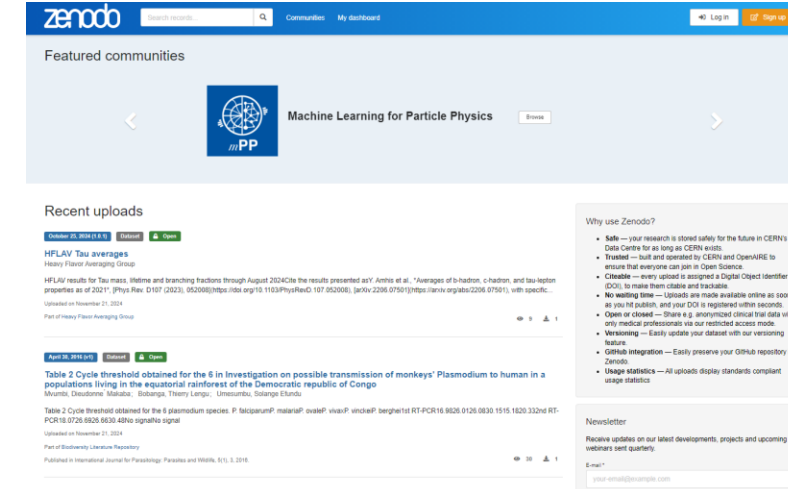 zenodo
Search records...
Communities
My dashboard
Log in
Sign up
Featured communities
mPP
Machine Learning for Particle Physics
Browse
Recent uploads
October 25, 2024 (1.0.1) Dataset Open
HFLAV Tau averages
Heavy Flavor Averaging Group
HFLAV results for Tau mass, lifetime and branching fractions through August 2024Cite the results presented asY. Amhis et al., "Averages of b-hadron, c-hadron, and tau-lepton
properties as of 2021", [Phys. Rev. D107 (2023), 052008](https://doi.org/10.1103/PhysRevD.107.052008), [arXiv:2206.07501](https://arxiv.org/abs/2206.07501), with specific...
Uploaded on November 21, 2024
Part of Heavy Flavor Averaging Group
5 1
April 30, 2016 (v1) Dataset Open
Table 2 Cycle threshold obtained for the 6 in Investigation on possible transmission of monkeys' Plasmodium to human in a
populations living in the equatorial rainforest of the Democratic republic of Congo
Mvumbi, Dieudonne Makaba; Bobanga, Thierry Lengu; Umesumbu, Solange Efundu
Table 2 Cycle threshold obtained for the 6 plasmodium species. P. falciparumP. malariaP. ovaleP. vivaxP. vinckeiP. bergheI1st RT-PCR16.9826.0126.0830.1515.1820.332nd RT-
PCR18.0726.6926.6630.48No signalNo signal
Uploaded on November 21, 2024
Part of Biodiversity Literature Repository
Published in International Journal for Parasitology: Parasites and Wildlife, 5(1), 3, 2016.
38 1
Why use Zenodo?
Safe — your research is stored safely for the future in CERN's
Data Centre for as long as CERN exists.
Trusted — built and operated by CERN and OpenAIRE to
ensure that everyone can join in Open Science.
Citeable — every upload is assigned a Digital Object Identifier
(DOI), to make them citable and trackable.
No waiting time — Uploads are made available online as soon
as you hit publish, and your DOI is registered within seconds.
Open or closed — Share e.g. anonymized clinical trial data wi
only medical professionals via our restricted access mode.
Versioning — Easily update your dataset with our versioning
feature.
GitHub integration — Easily preserve your GitHub repository
Zenodo.
Usage statistics — All uploads display standards compliant
usage statistics
Newsletter
Receive updates on our latest developments, projects and upcoming
webinars sent quarterly.
E-mail *
your-email@example.com